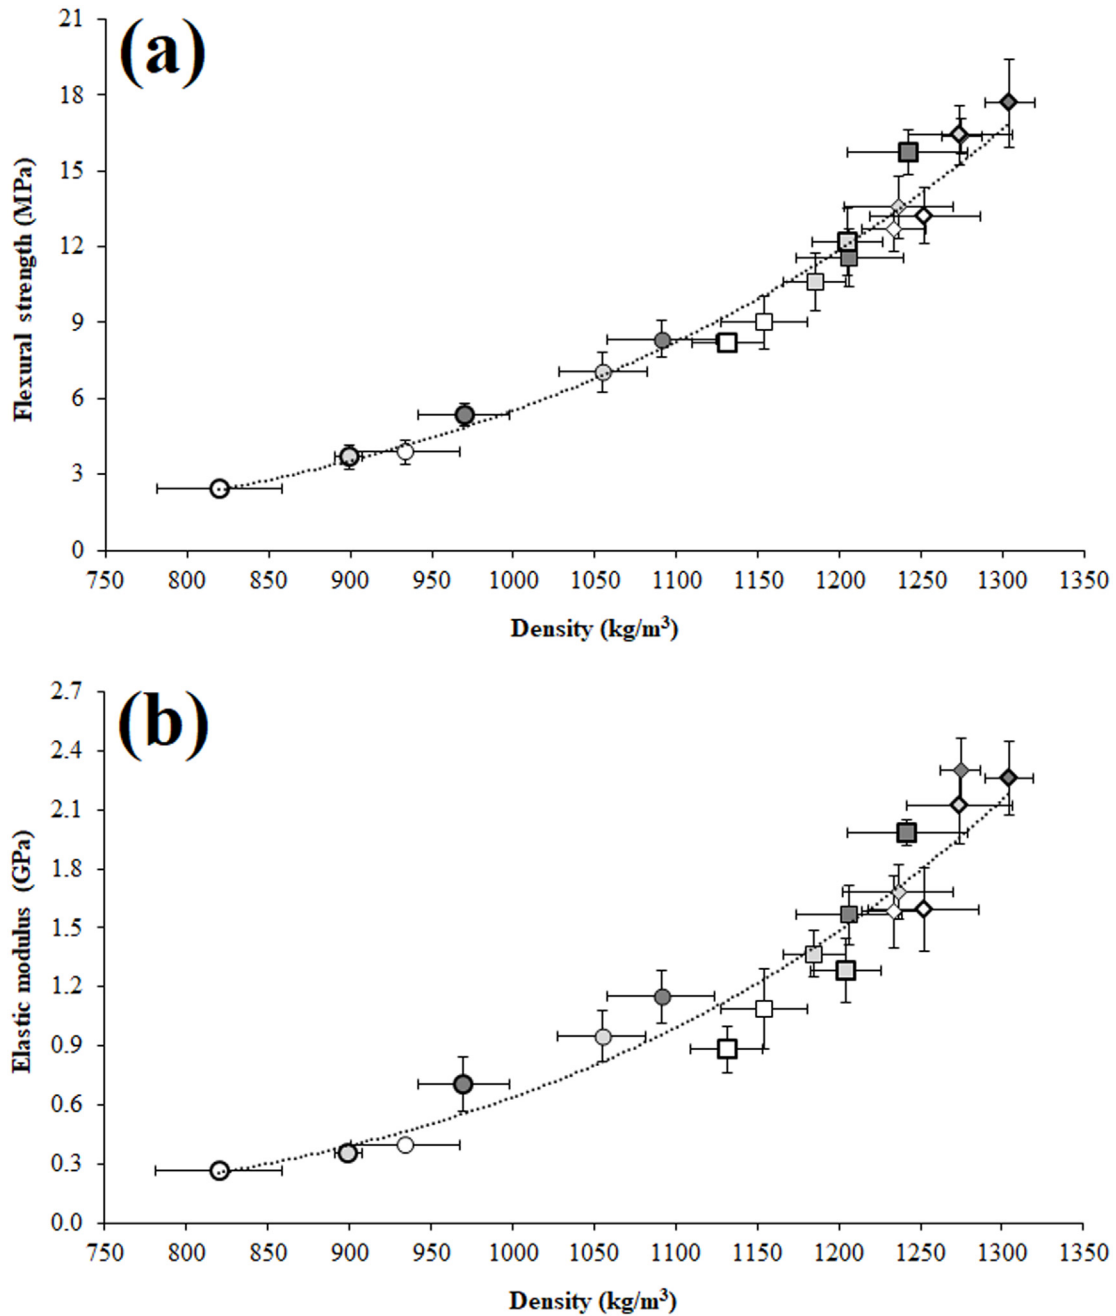 (a)
Flexural strength (MPa)
21
18
15
12
9
6
3
0
750 800 850 900 950 1000 1050 1100 1150 1200 1250 1300 1350
Density (kg/m³)
(b)
Elastic modulus (GPa)
2.7
2.4
2.1
1.8
1.5
1.2
0.9
0.6
0.3
0.0
750 800 850 900 950 1000 1050 1100 1150 1200 1250 1300 1350
Density (kg/m³)